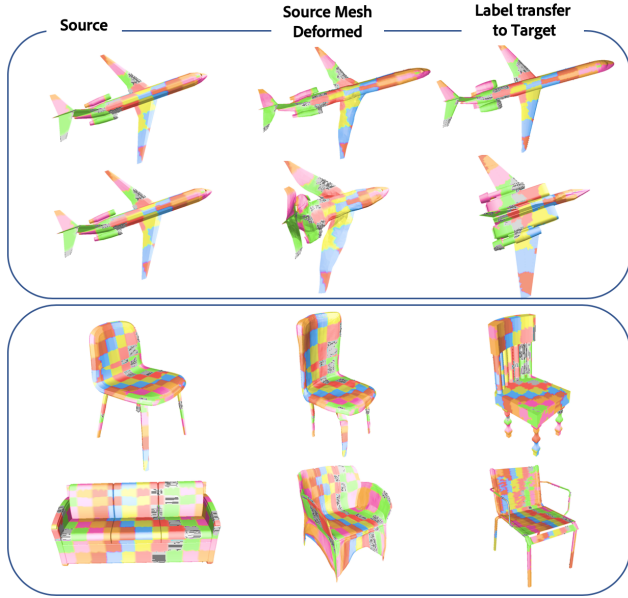 Source
Source Mesh
Deformed
Label transfer
to Target